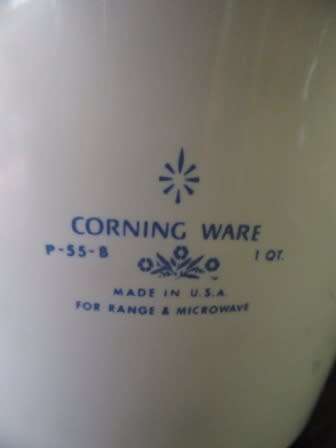 CORNING WARE
P-55-B 1 QT.
MADE IN U.S.A.
FOR RANGE & MICROWAVE